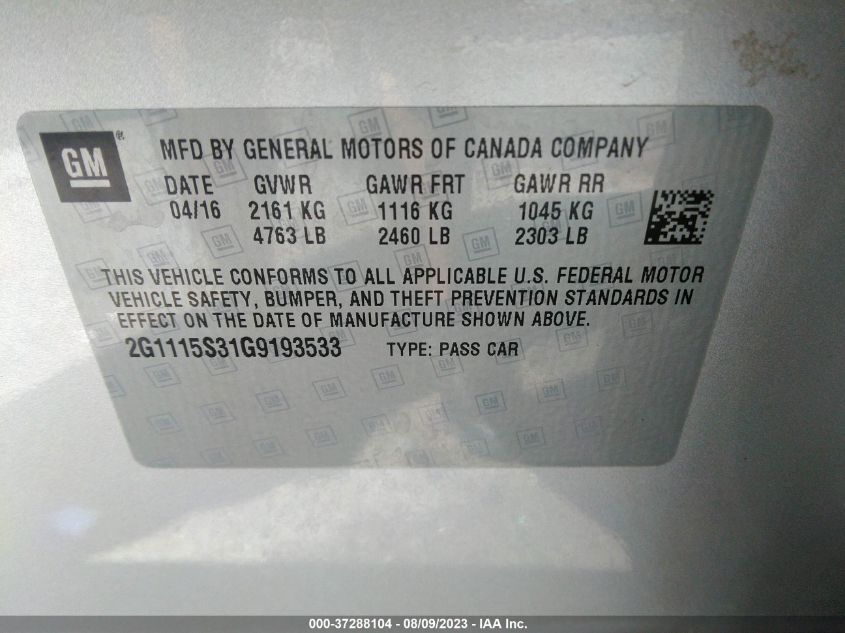 GM ® MFD BY GENERAL MOTORS OF CANADA COMPANY
DATE GVWR GAWR FRT GAWR RR
04/16 2161 KG 1116 KG 1045 KG
4763 LB 2460 LB 2303 LB
THIS VEHICLE CONFORMS TO ALL APPLICABLE U.S. FEDERAL MOTOR
VEHICLE SAFETY, BUMPER, AND THEFT PREVENTION STANDARDS IN
EFFECT ON THE DATE OF MANUFACTURE SHOWN ABOVE.
2G1115S31G9193533 TYPE: PASS CAR
000-37288104 - 08/09/2023 - IAA Inc.